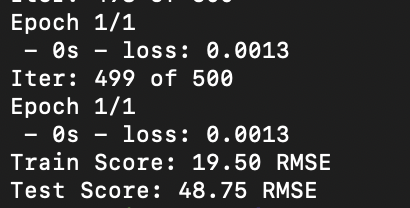 Epoch 1/1
 - 0s - loss: 0.0013
Iter: 499 of 500
Epoch 1/1
 - 0s - loss: 0.0013
Train Score: 19.50 RMSE
Test Score: 48.75 RMSE